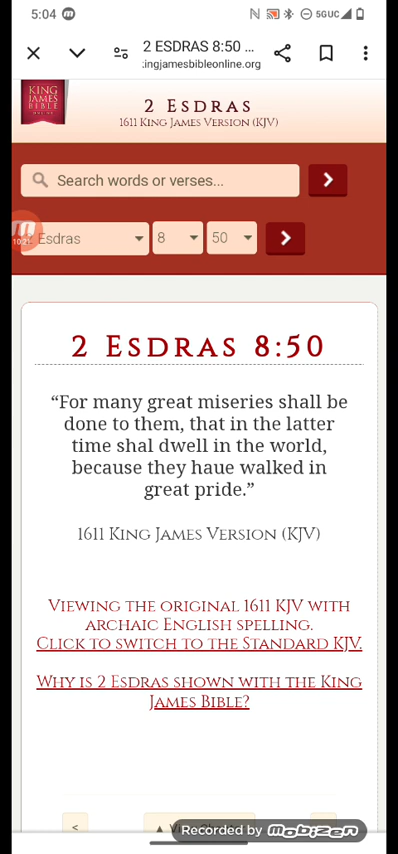 5:04
5GUC
2 ESDRAS 8:50 ...
:ingjamesbibleonline.org
KING
JAMES
BIBLE
2 Esdras
1611 King James Version (KJV)
Search words or verses...
Esdras
8
50
10:21
2 Esdras 8:50
“For many great miseries shall be
done to them, that in the latter
time shal dwell in the world,
because they haue walked in
great pride.”
1611 King James Version (KJV)
Viewing the original 1611 KJV with
archaic English spelling.
Click to switch to the Standard KJV.
Why is 2 Esdras shown with the King
James Bible?
<
Recorded by mobizen